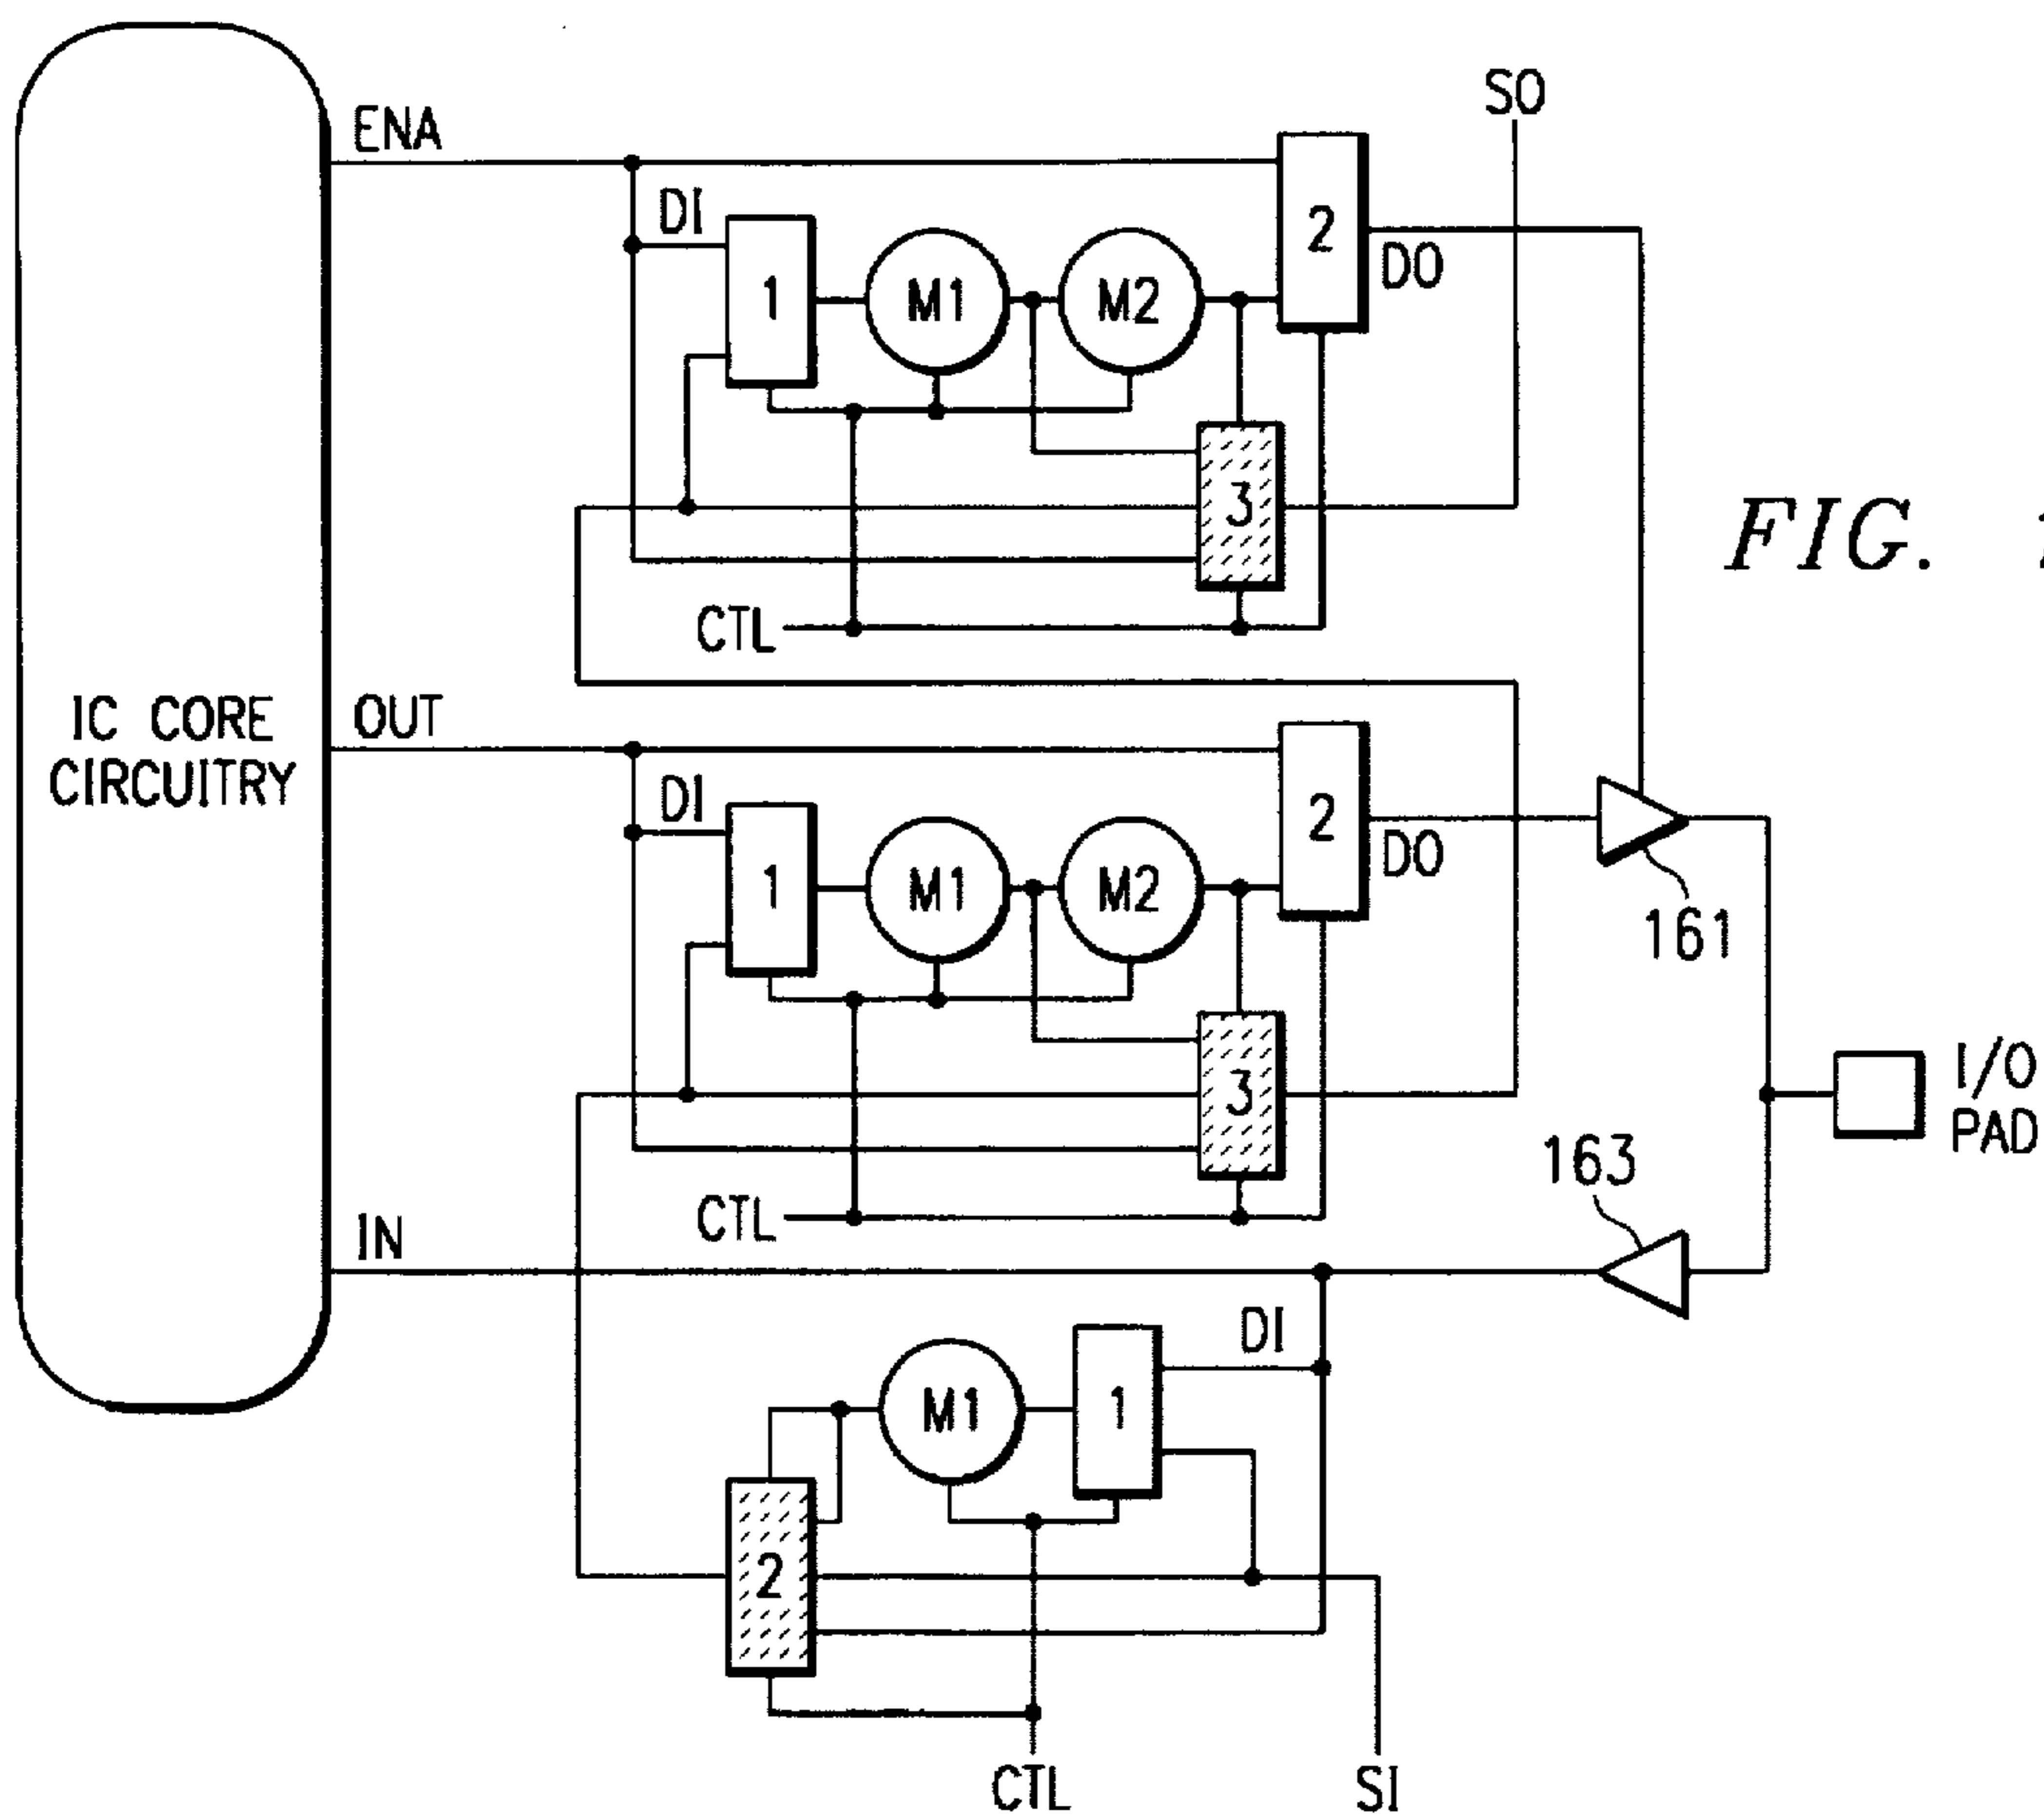 SO
ENA
DI
1
M1
M2
2
DO
3
FIG.
CTL
IC CORE
CIRCUITRY
OUT
DI
1
M1
M2
2
DO
161
3
I/O
PAD
163
CTL
IN
DI
M1
1
2
CTL
SI